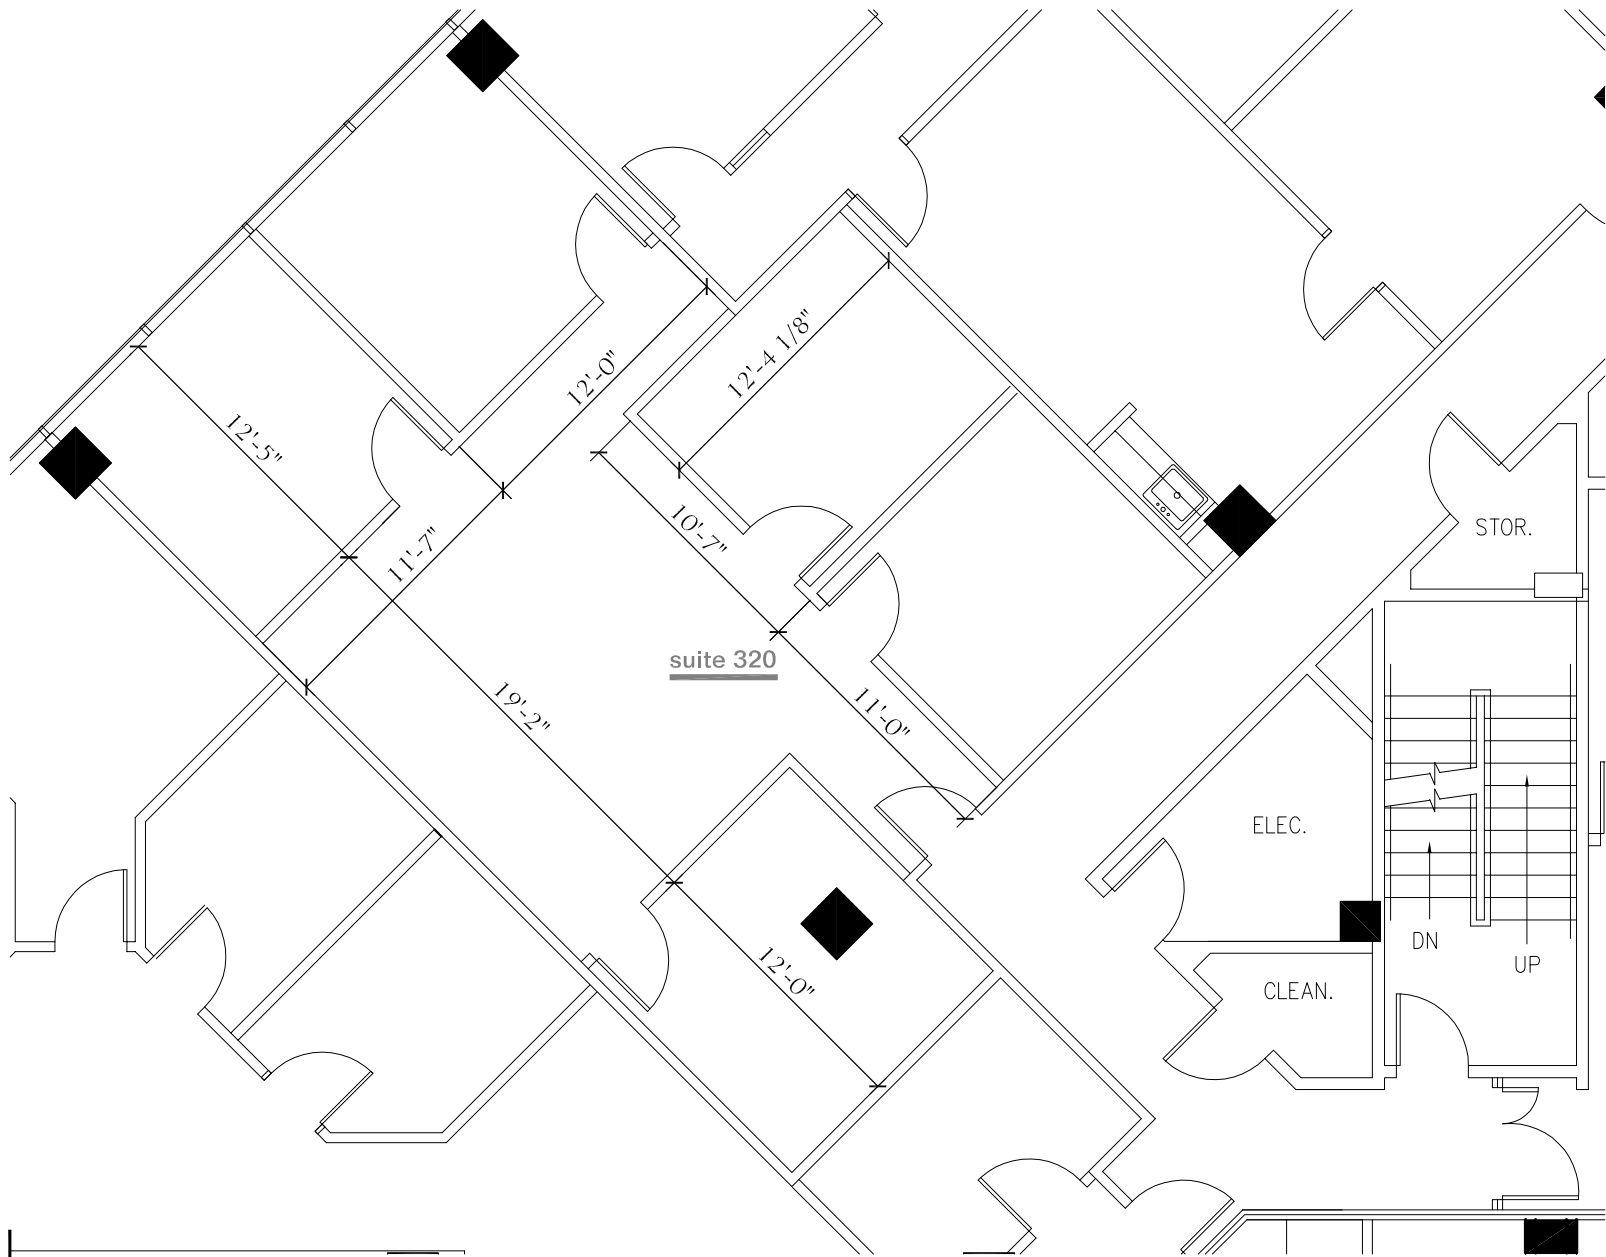 12'-4 1/8"
12'-0"
12'-5"
10'-7"
11'-7"
STOR.
suite 320
19'-2"
11'-0"
ELEC.
DN
UP
12'-0"
CLEAN.